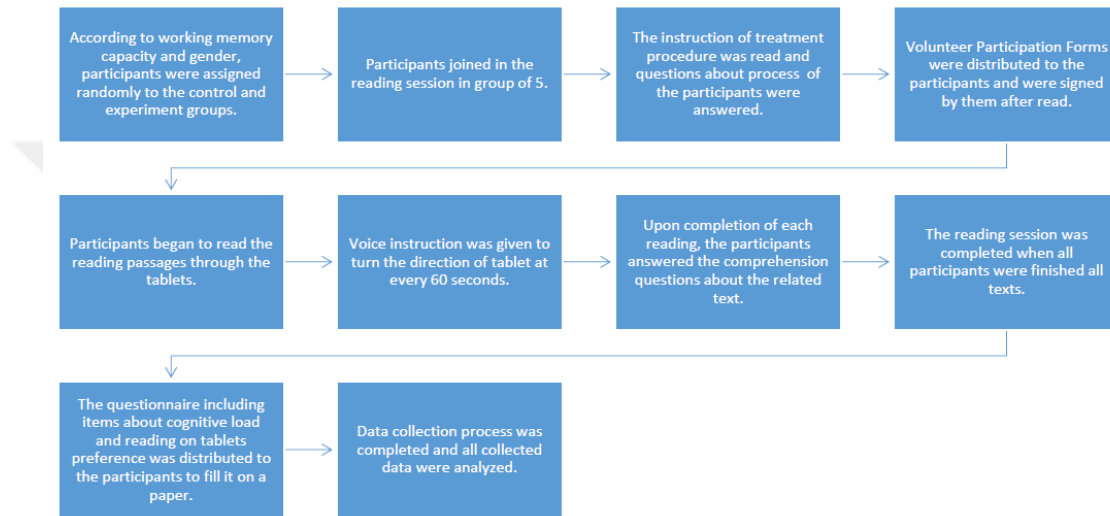 According to working memory
capacity and gender,
participants were assigned
randomly to the control and
experiment groups.
Participants joined in the
reading session in group of 5.
The instruction of treatment
procedure was read and
questions about process of
the participants were
answered.
Volunteer Participation Forms
were distributed to the
participants and were signed
by them after read.
Participants began to read the
reading passages through the
tablets.
Voice instruction was given to
turn the direction of tablet at
every 60 seconds.
Upon completion of each
reading, the participants
answered the comprehension
questions about the related
text.
The reading session was
completed when all
participants were finished all
texts.
The questionnaire including
items about cognitive load
and reading on tablets
preference was distributed to
the participants to fill it on a
paper.
Data collection process was
completed and all collected
data were analyzed.